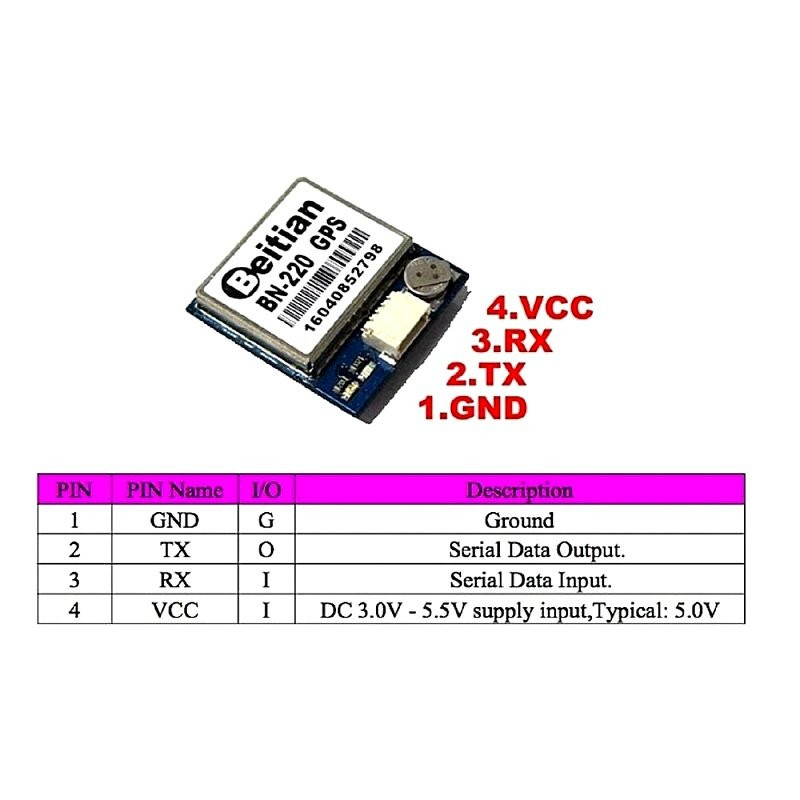 Beitian
BN-220 GPS
16040852798
4.VCC
3.RX
2.TX
1.GND
PIN PIN Name I/O Description
1 GND G Ground
2 TX O Serial Data Output.
3 RX I Serial Data Input.
4 VCC I DC 3.0V - 5.5V supply input,Typical: 5.0V